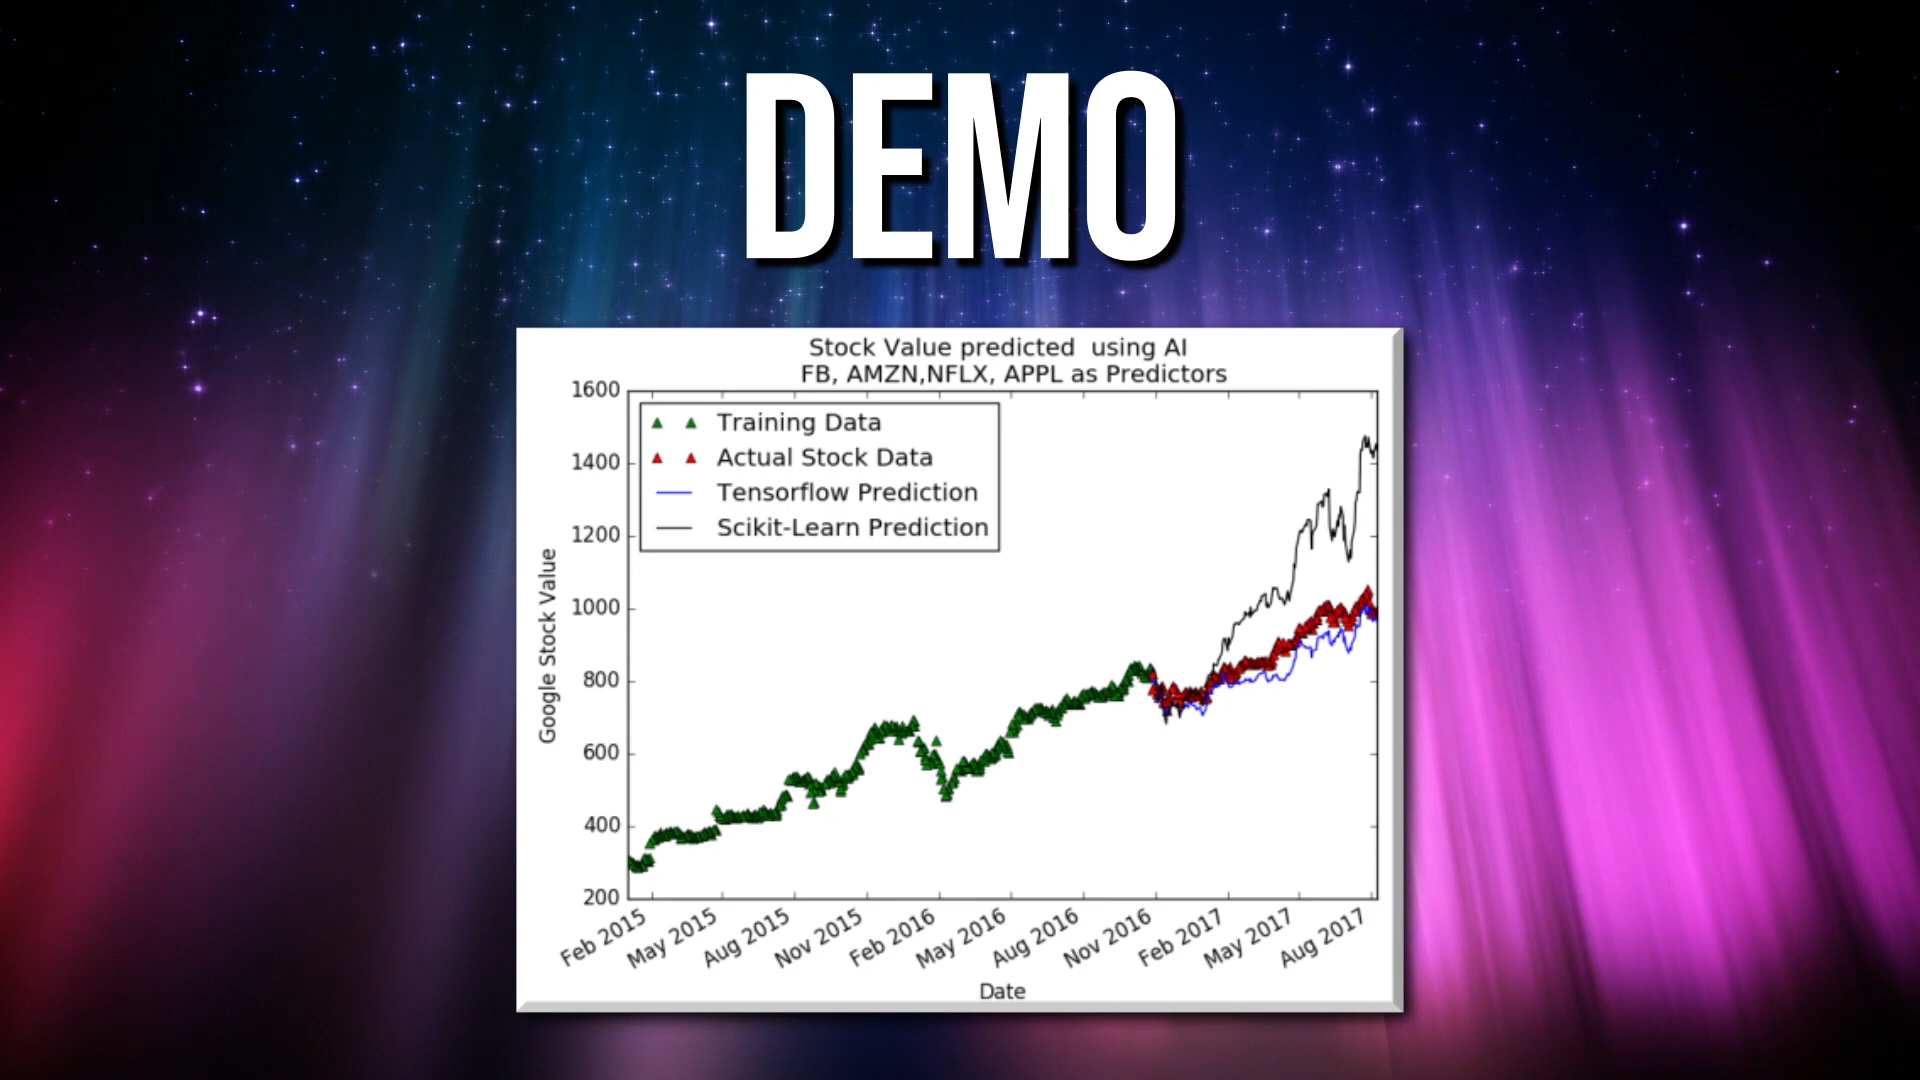 DEMO
Stock Value predicted using AI
FB, AMZN,NFLX, APPL as Predictors
Training Data
Actual Stock Data
Tensorflow Prediction
Scikit-Learn Prediction
1600
1400
1200
1000
800
600
400
200
Google Stock Value
Feb 2015
May 2015
Aug 2015
Nov 2015
Feb 2016
May 2016
Aug 2016
Nov 2016
Feb 2017
May 2017
Aug 2017
Date